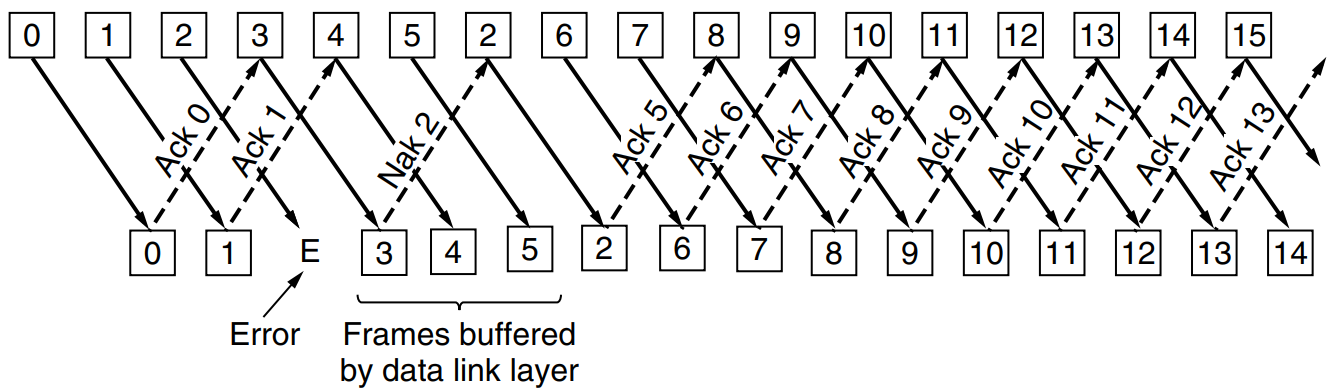 0 1 2 3 4 5 2 6 7 8 9 10 11 12 13 14 15
Ack 0 Ack 1 Nak 2 Ack 5 Ack 6 Ack 7 Ack 8 Ack 9 Ack 10 Ack 11 Ack 12 Ack 13
0 1 E 3 4 5 2 6 7 8 9 10 11 12 13 14
Error
Frames buffered
by data link layer